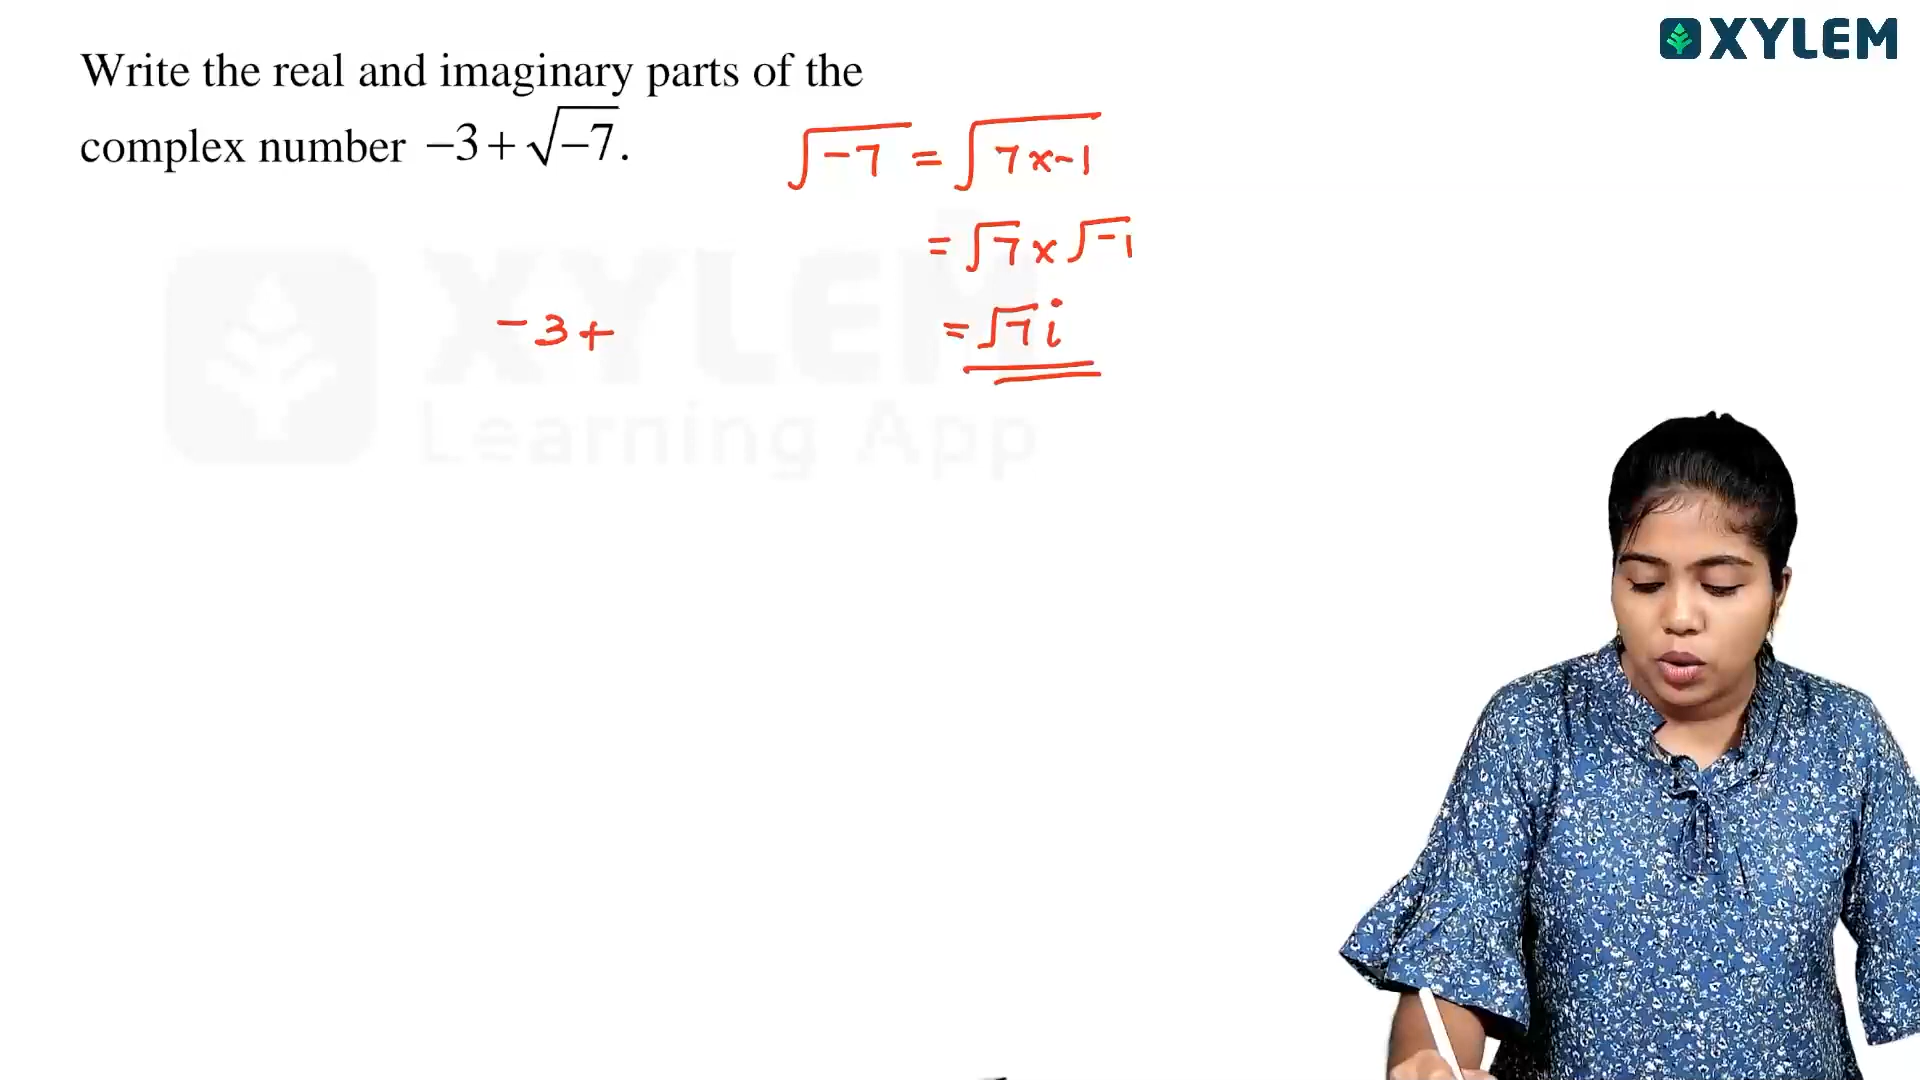 XYLEM
Write the real and imaginary parts of the
complex number −3+√−7.
√-7 = √7x-1
= √7 x √-1
-3+
= √7 i
XYLEM
Learning App